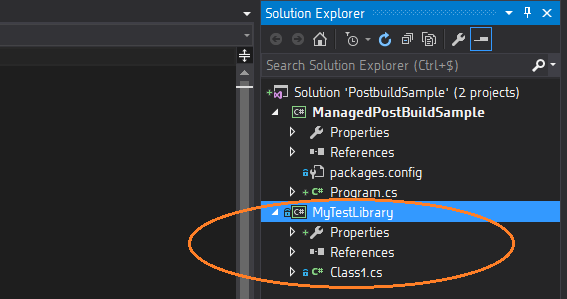 Solution Explorer
Search Solution Explorer (Ctrl+$)
Solution 'PostbuildSample' (2 projects)
C# ManagedPostBuildSample
Properties
References
packages.config
C# Program.cs
C# MyTestLibrary
Properties
References
C# Class1.cs